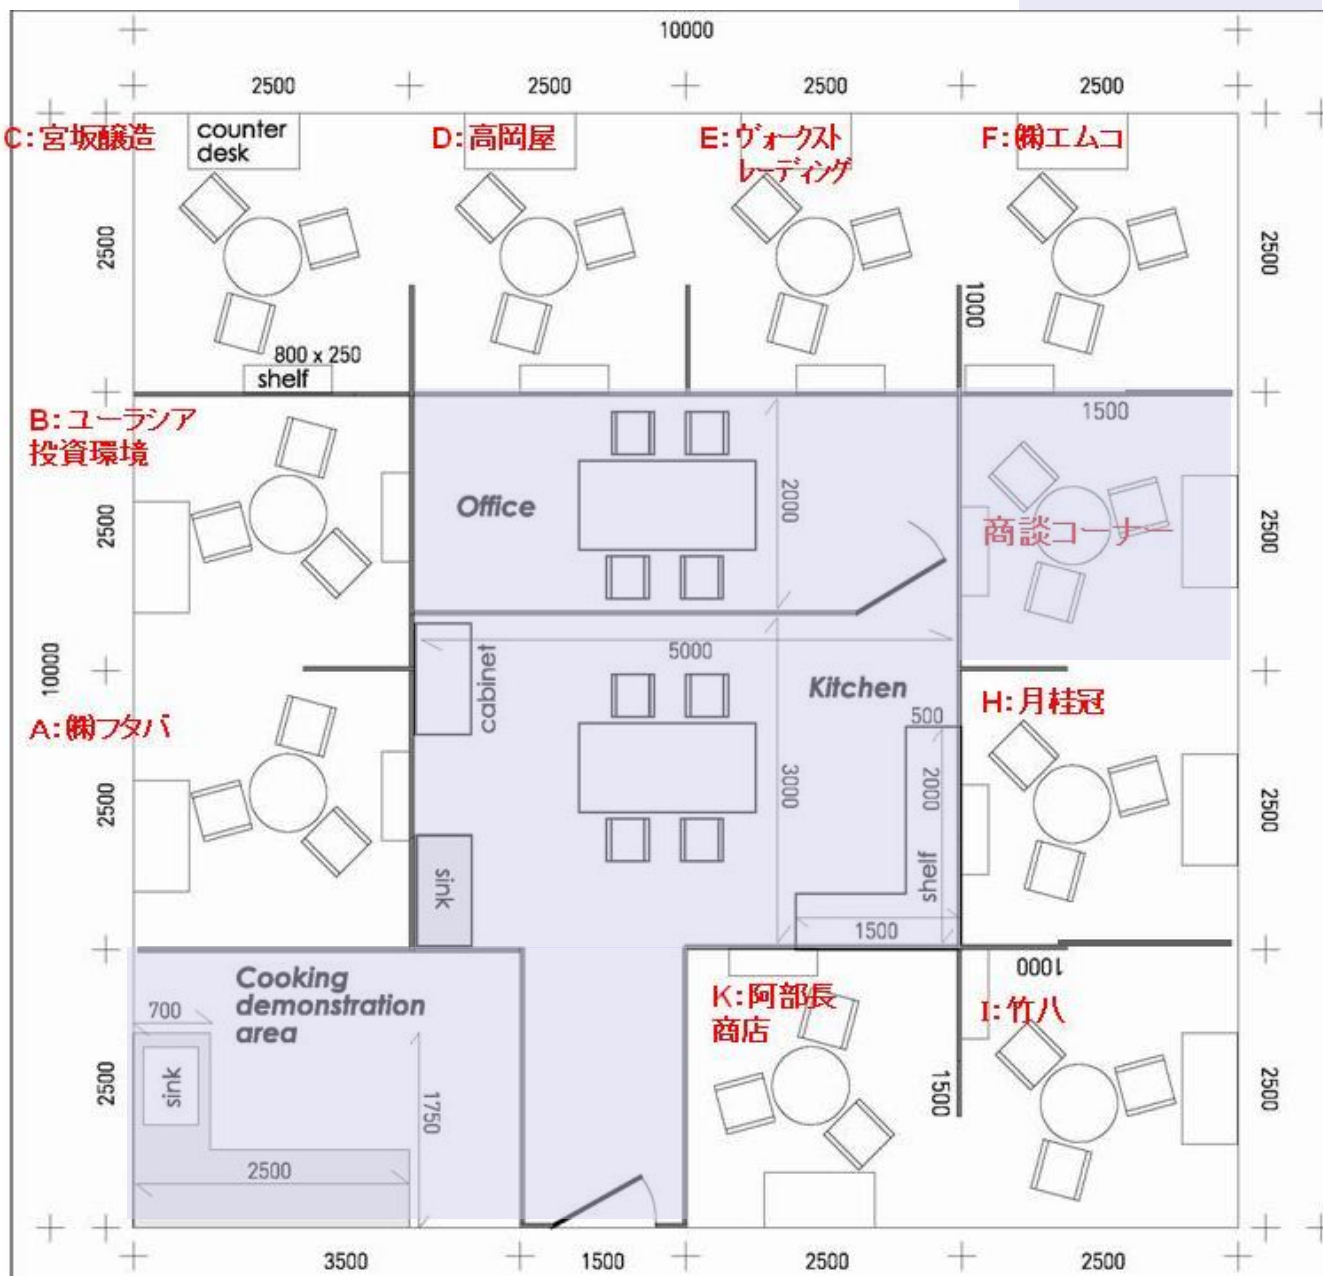 10000
2500
2500
2500
2500
C: 宮坂醸造
counter
desk
D: 高岡屋
E: ヴォークスト
レーディング
F: ㈱エムコ
2500
2500
1000
800 x 250
shelf
B: ユーラシア
投資環境
1500
Office
2000
2500
商談コーナー
2500
10000
5000
cabinet
Kitchen
A: ㈱フタバ
500
H: 月桂冠
2500
3000
2000
shelf
2500
sink
1500
Cooking
demonstration
area
1000
K: 阿部長
商店
I: 竹八
700
sink
2500
1750
1500
2500
2500
3500
1500
2500
2500